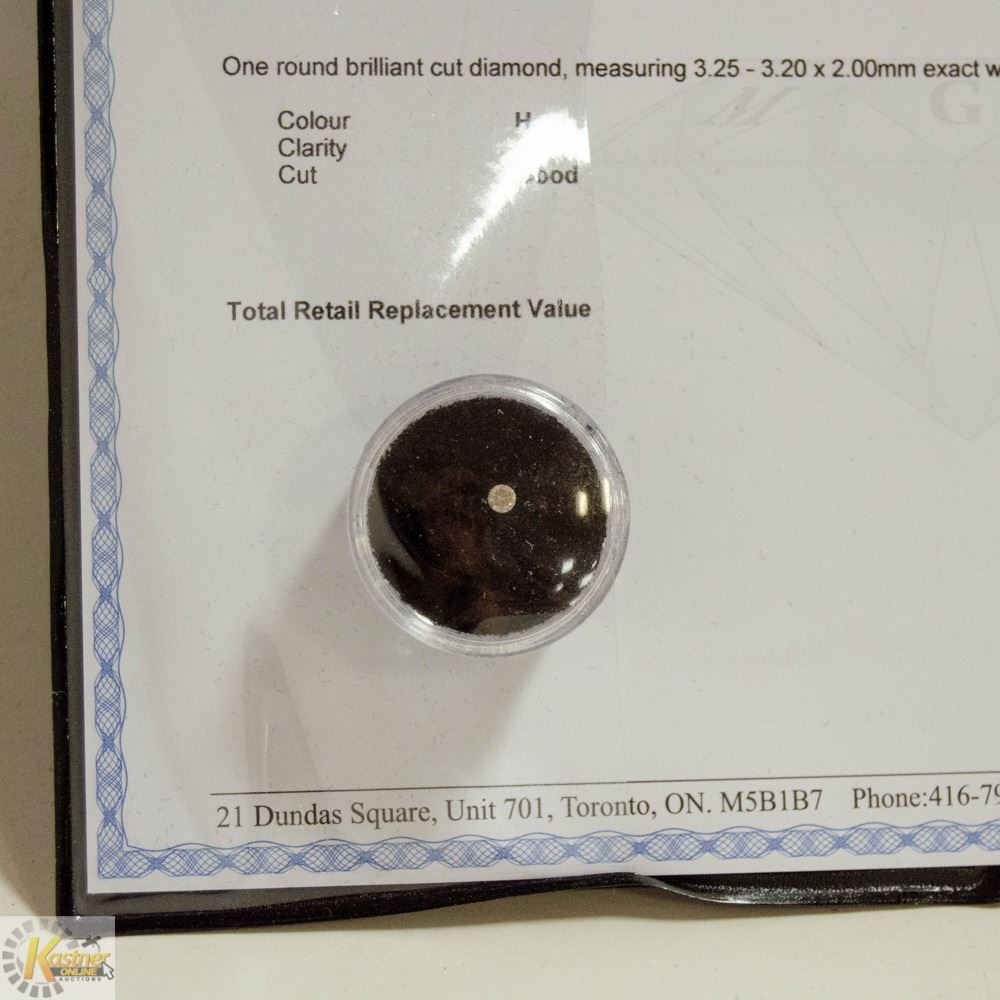 One round brilliant cut diamond, measuring 3.25 - 3.20 x 2.00mm exact
M G
Colour H
Clarity
Cut
Total Retail Replacement Value
21 Dundas Square, Unit 701, Toronto, ON. M5B1B7 Phone:416-79
Kastner
ONLINE
AUCTIONS